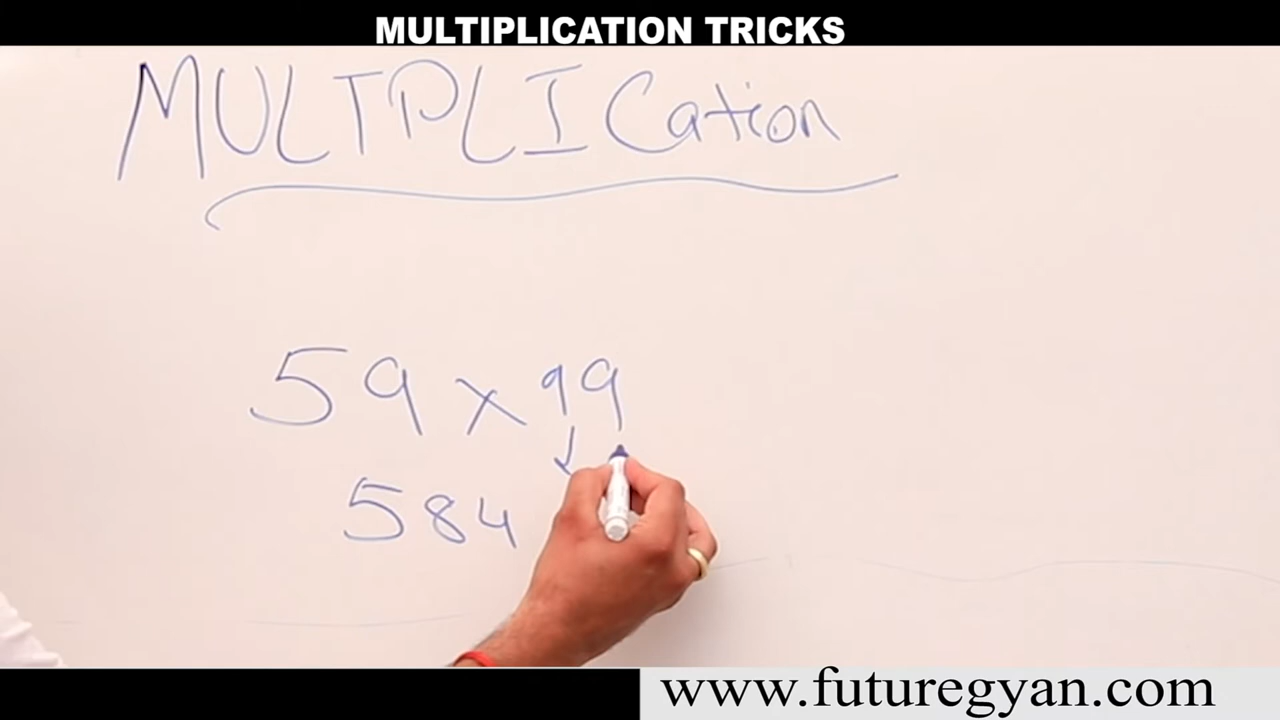 MULTIPLICATION TRICKS
MULTPLICation
59 x 99
584
www.futuregyan.com